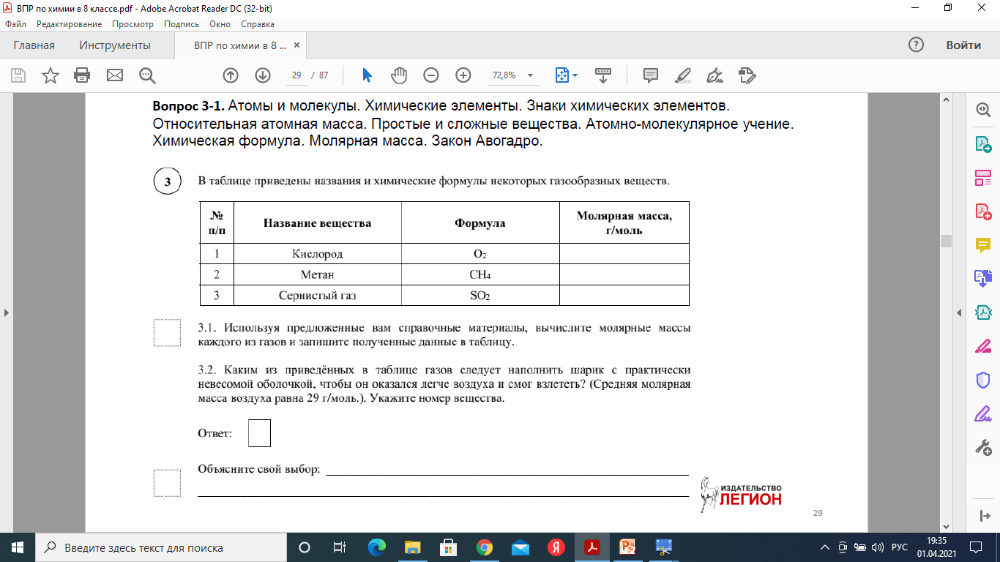 ВПР по химии в 8 классе.pdf - Adobe Acrobat Reader DC (32-bit)
Файл Редактирование Просмотр Подпись Окно Справка
Главная Инструменты ВПР по химии в 8 ... × Войти
29 / 87 72,8%
Вопрос 3-1. Атомы и молекулы. Химические элементы. Знаки химических элементов.
Относительная атомная масса. Простые и сложные вещества. Атомно-молекулярное учение.
Химическая формула. Молярная масса. Закон Авогадро.
3 В таблице приведены названия и химические формулы некоторых газообразных веществ.
№ п/п Название вещества Формула Молярная масса, г/моль
1 Кислород O₂
2 Метан CH₄
3 Сернистый газ SO₂
3.1. Используя предложенные вам справочные материалы, вычислите молярные массы
каждого из газов и запишите полученные данные в таблицу.
3.2. Каким из приведённых в таблице газов следует наполнить шарик с практически
невесомой оболочкой, чтобы он оказался легче воздуха и смог взлететь? (Средняя молярная
масса воздуха равна 29 г/моль.). Укажите номер вещества.
Ответ:
Объясните свой выбор:
ИЗДАТЕЛЬСТВО
ЛЕГИОН
29
Введите здесь текст для поиска
РУС
19:35
01.04.2021